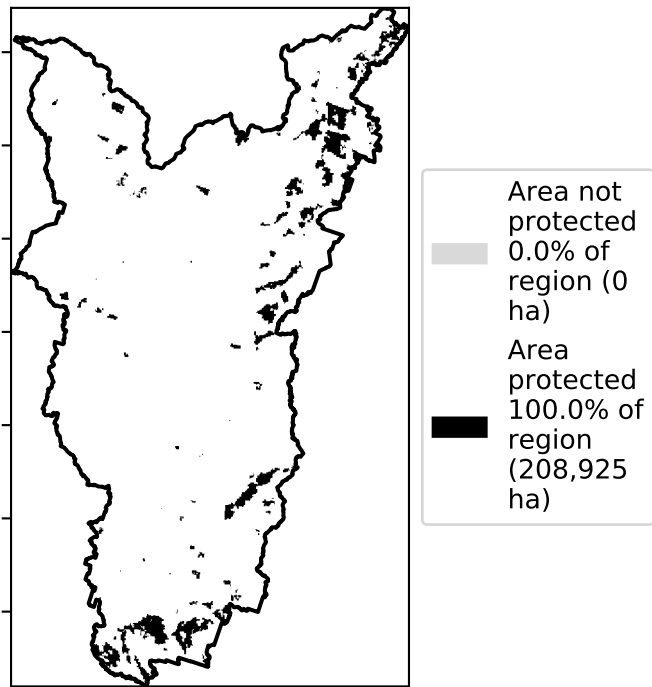 Area not
protected
0.0% of
region (0
ha)
Area
protected
100.0% of
region
(208,925
ha)